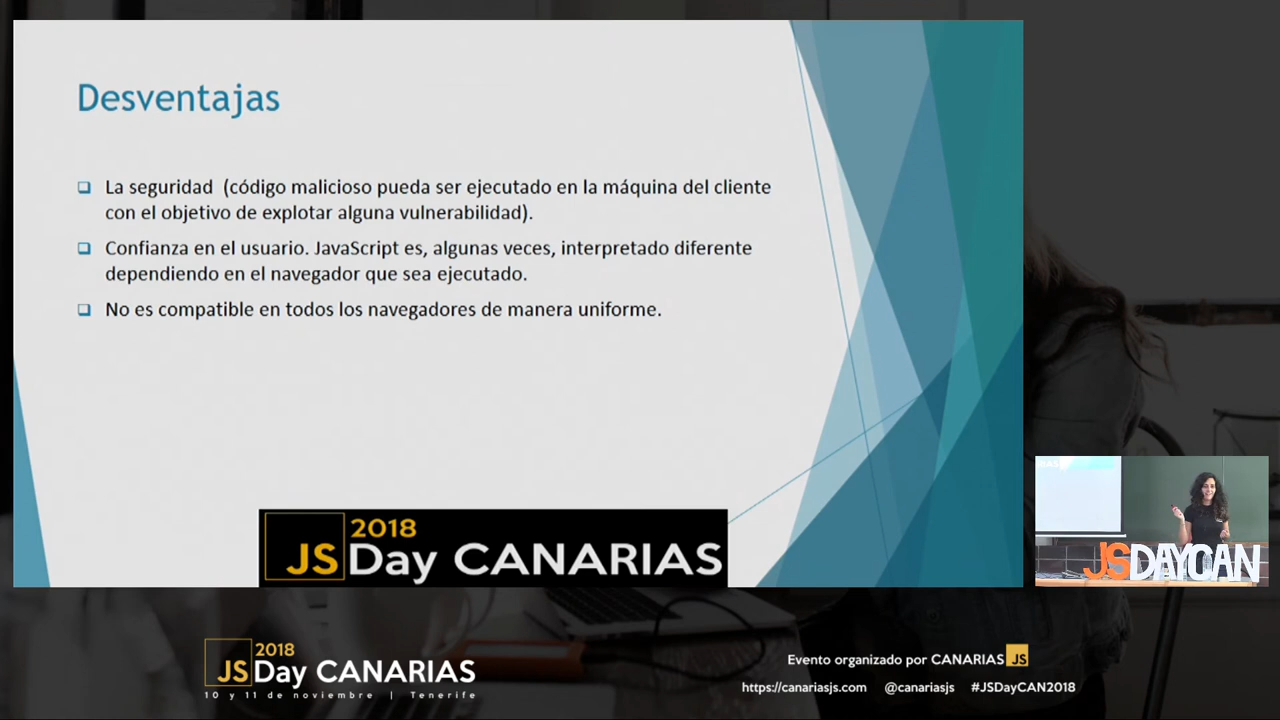 Desventajas
La seguridad (código malicioso pueda ser ejecutado en la máquina del cliente
con el objetivo de explotar alguna vulnerabilidad).
Confianza en el usuario. JavaScript es, algunas veces, interpretado diferente
dependiendo en el navegador que sea ejecutado.
No es compatible en todos los navegadores de manera uniforme.
2018
JS Day CANARIAS
JSDAYCAN
2018
JS Day CANARIAS
10 y 11 de noviembre | Tenerife
Evento organizado por CANARIAS JS
https://canariasjs.com @canariasjs #JSDayCAN2018